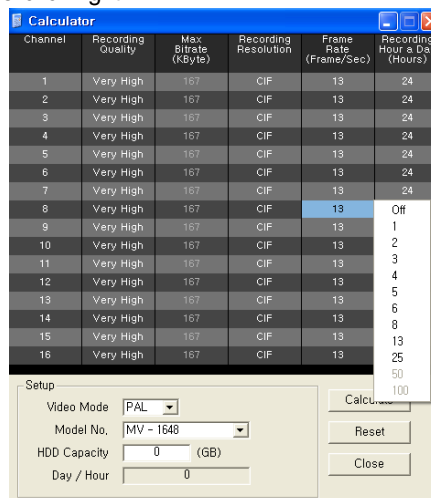 Calculator
Channel Recording Quality Max Bitrate (KByte) Recording Resolution Frame Rate (Frame/Sec) Recording Hour a Da (Hours)
1 Very High 167 CIF 13 24
2 Very High 167 CIF 13 24
3 Very High 167 CIF 13 24
4 Very High 167 CIF 13 24
5 Very High 167 CIF 13 24
6 Very High 167 CIF 13 24
7 Very High 167 CIF 13 24
8 Very High 167 CIF 13 Off
9 Very High 167 CIF 13 1
10 Very High 167 CIF 13 2
11 Very High 167 CIF 13 3
12 Very High 167 CIF 13 4
13 Very High 167 CIF 13 5
14 Very High 167 CIF 13 6
15 Very High 167 CIF 13 8
16 Very High 167 CIF 13 13
25
50
100
Setup
Video Mode PAL Calculate
Model No, MV - 1648 Reset
HDD Capacity 0 (GB)
Day / Hour 0 Close